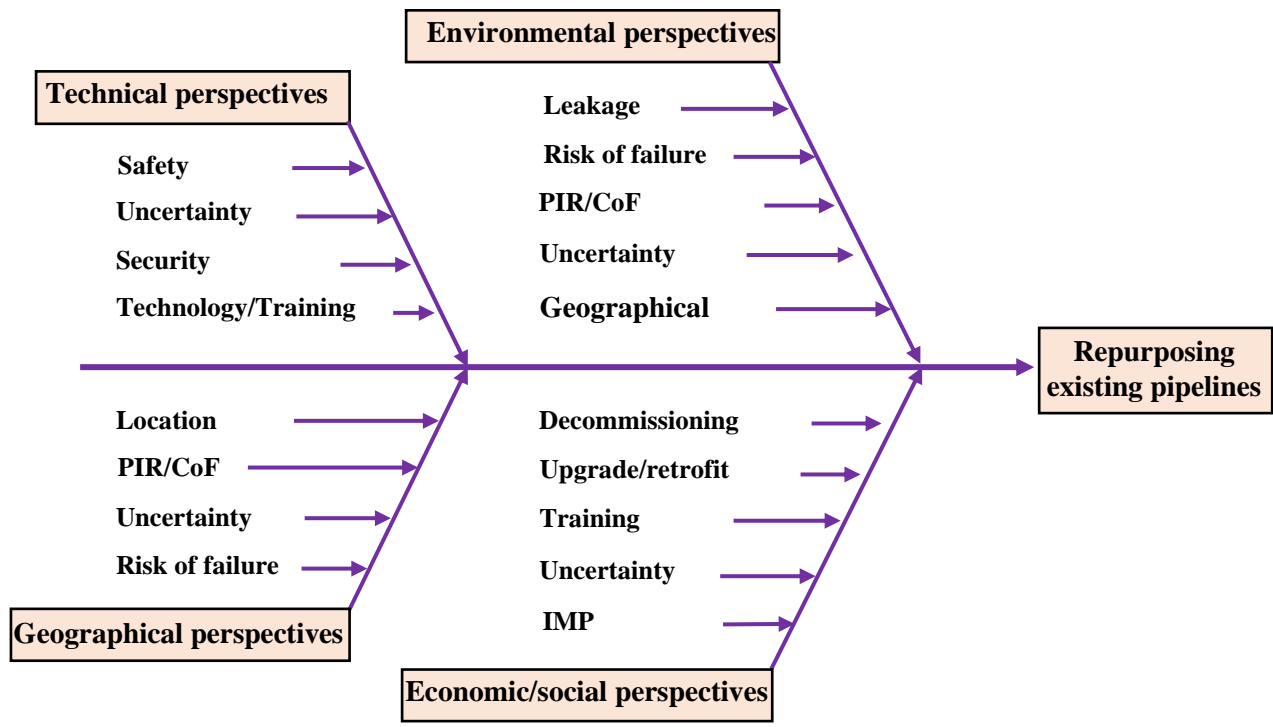 Environmental perspectives
Technical perspectives
Leakage
Risk of failure
PIR/CoF
Uncertainty
Geographical
Safety
Uncertainty
Security
Technology/Training
Repurposing
existing pipelines
Location
PIR/CoF
Uncertainty
Risk of failure
Geographical perspectives
Decommissioning
Upgrade/retrofit
Training
Uncertainty
IMP
Economic/social perspectives